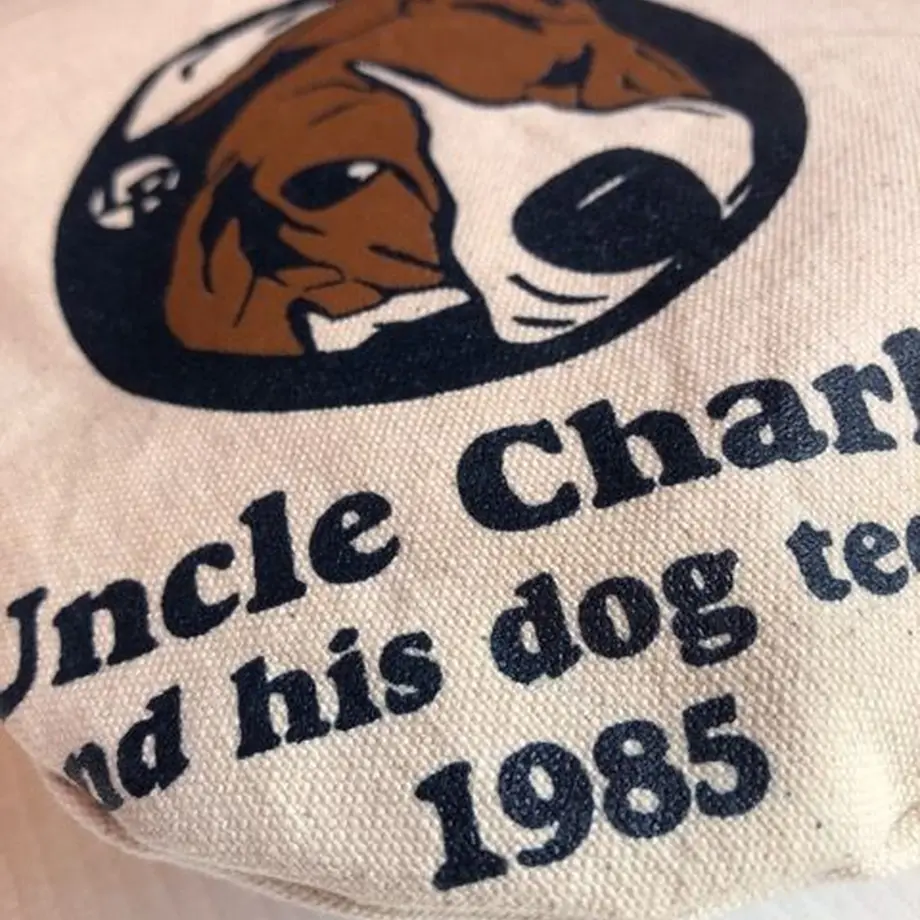 Uncle Charl
nd his dog te
1985